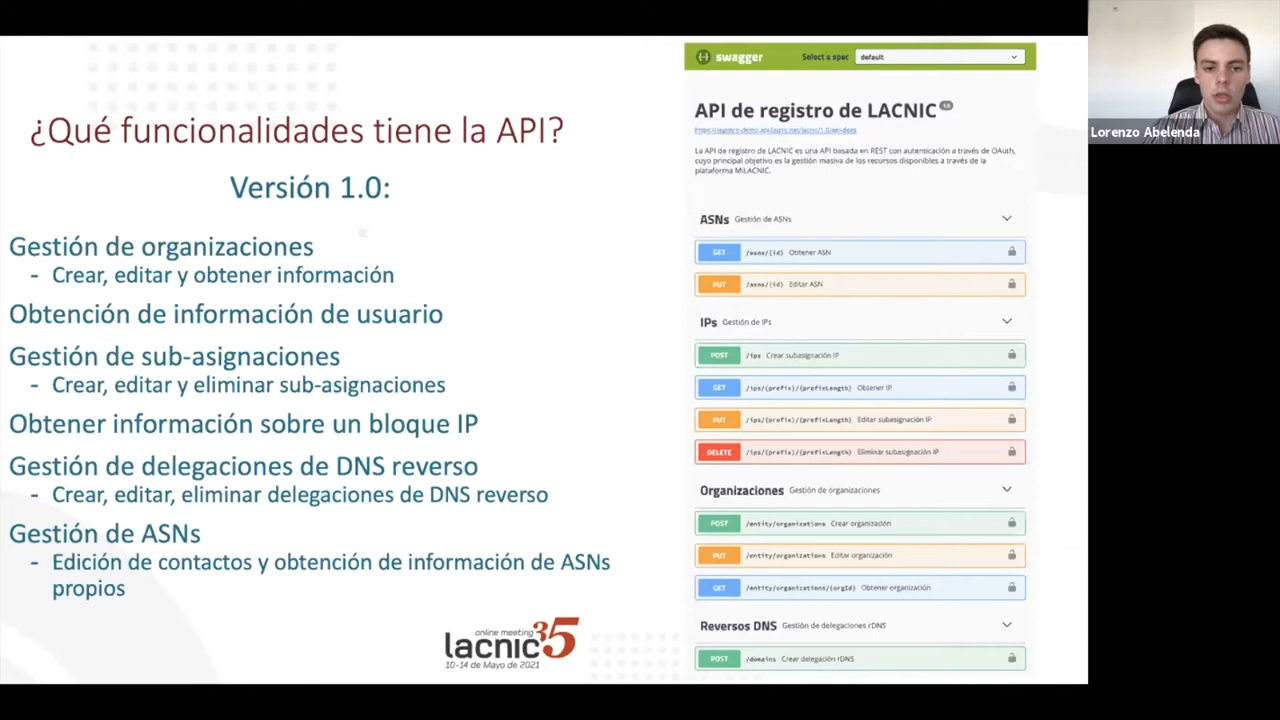 ¿Qué funcionalidades tiene la API?
Versión 1.0:
Gestión de organizaciones
- Crear, editar y obtener información
Obtención de información de usuario
Gestión de sub-asignaciones
- Crear, editar y eliminar sub-asignaciones
Obtener información sobre un bloque IP
Gestión de delegaciones de DNS reverso
- Crear, editar, eliminar delegaciones de DNS reverso
Gestión de ASNs
- Edición de contactos y obtención de información de ASNs
propios
online meeting
lacnic35
10-14 de Mayo de 2021
swagger
Select a spec
default
API de registro de LACNIC 1.0
La API de registro de LACNIC es una API basada en REST con autenticación a través de OAuth,
cuyo principal objetivo es la gestión masiva de los recursos disponibles a través de la
plataforma MiLACNIC.
ASNs Gestión de ASNs
GET /asns/{id} Obtener ASN
PUT /asns/{id} Editar ASN
IPs Gestión de IPs
POST /ips Crear subasignación IP
GET /ips/{prefix}/{prefixLength} Obtener IP
PUT /ips/{prefix}/{prefixLength} Editar subasignación IP
DELETE /ips/{prefix}/{prefixLength} Eliminar subasignación IP
Organizaciones Gestión de organizaciones
POST /entity/organizations Crear organización
PUT /entity/organizations Editar organización
GET /entity/organizations/{orgId} Obtener organización
Reversos DNS Gestión de delegaciones rDNS
POST /domains Crear delegación rDNS
Lorenzo Abelenda